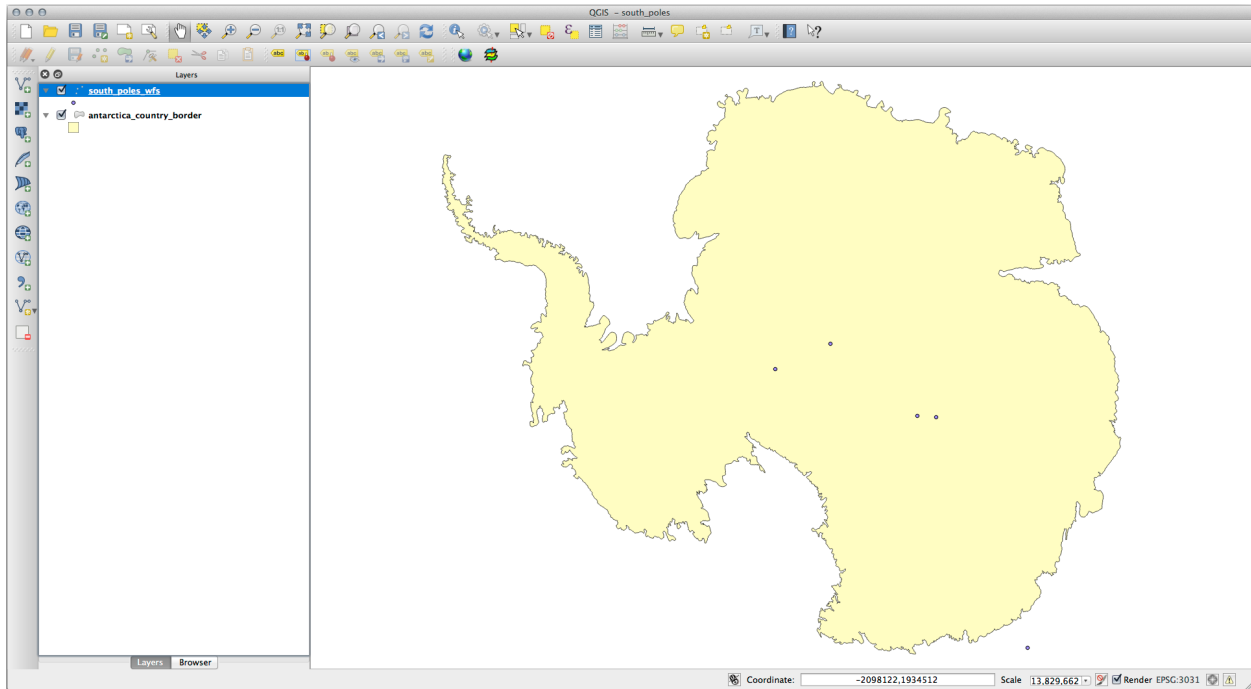 QGIS - south_poles
Layers
south_poles_wfs
antarctica_country_border
Layers Browser
Coordinate: -2098122,1934512 Scale 13,829,662 Render EPSG:3031